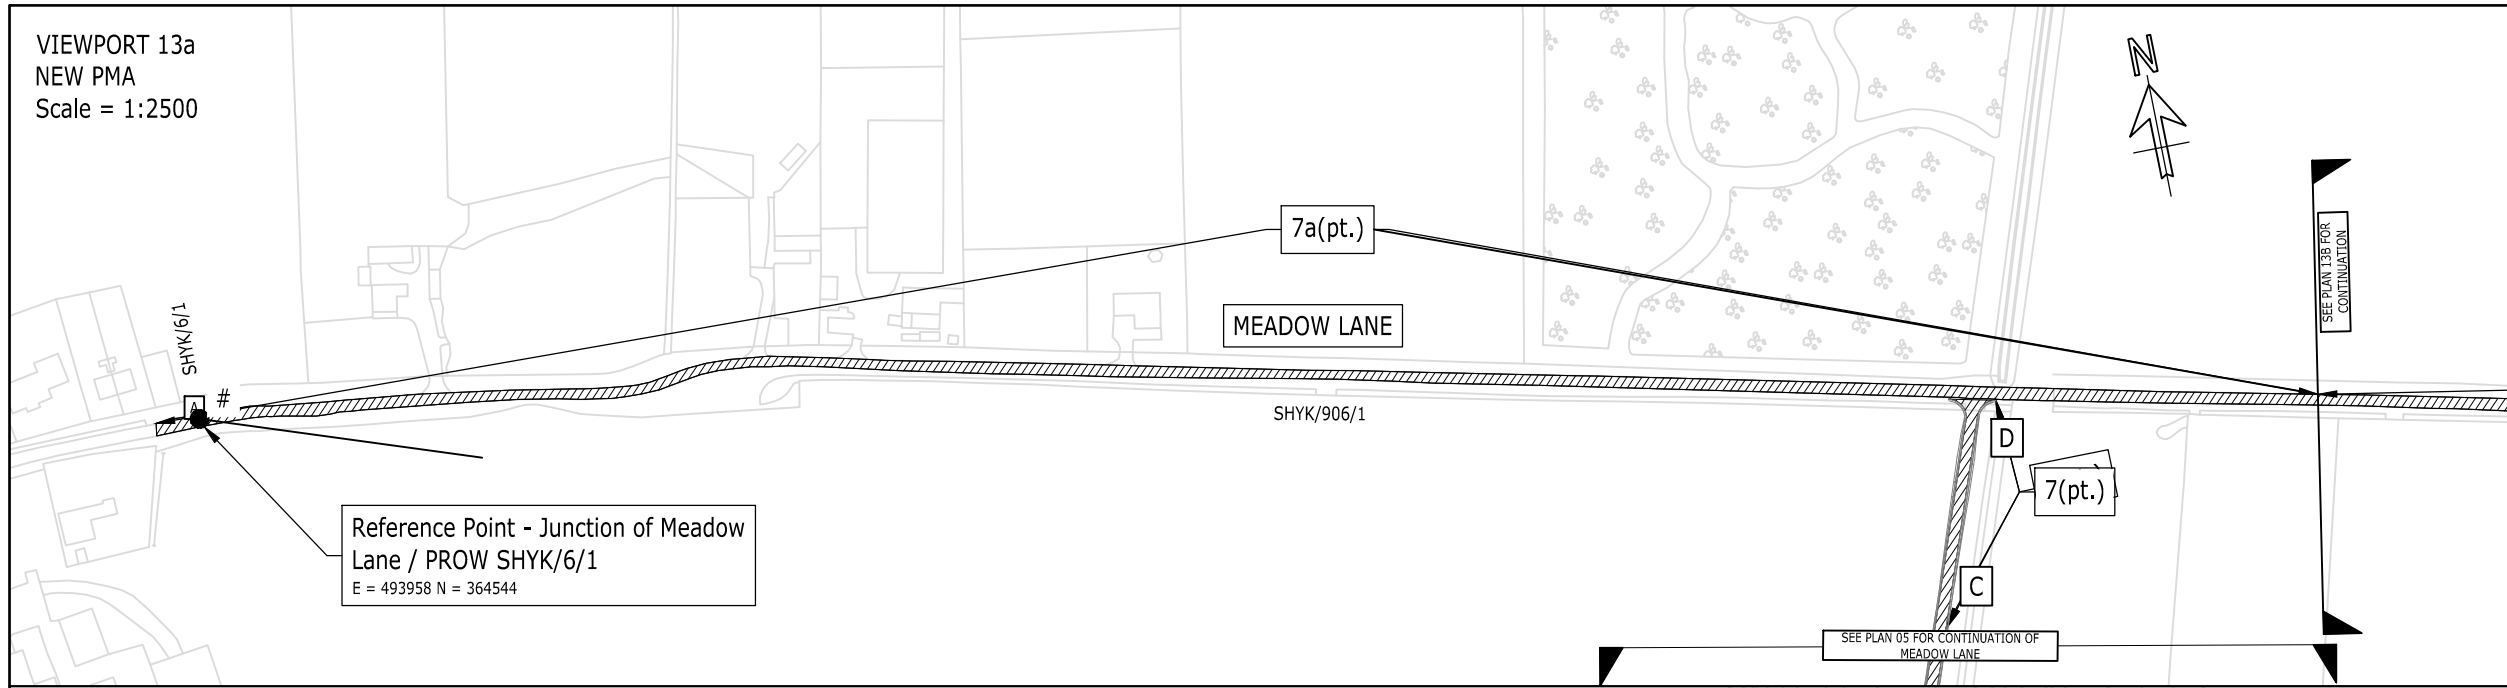 VIEWPORT 13a
NEW PMA
Scale = 1:2500
N
7a(pt.)
SEE PLAN 13B FOR
CONTINUATION
MEADOW LANE
SHYK/6/1
#
A
SHYK/906/1
D
7(pt.)
Reference Point - Junction of Meadow
Lane / PROW SHYK/6/1
E = 493958 N = 364544
C
SEE PLAN 05 FOR CONTINUATION OF
MEADOW LANE